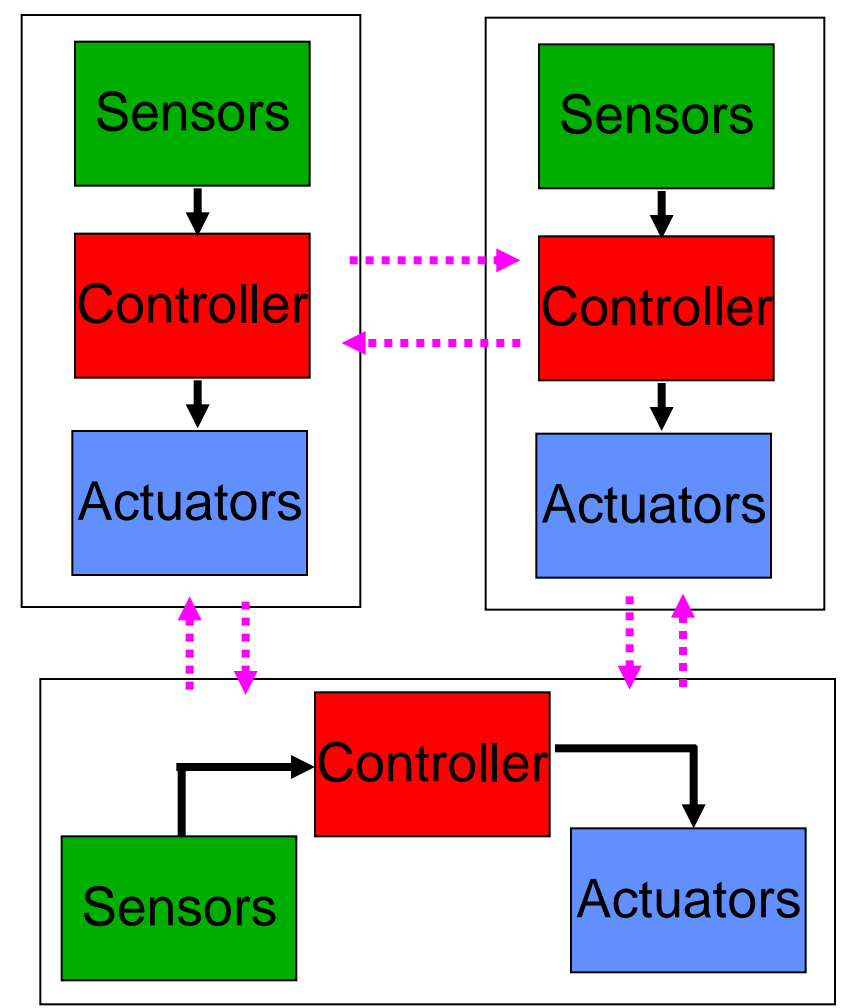 Sensors
Controller
Actuators
Sensors
Controller
Actuators
Controller
Sensors
Actuators